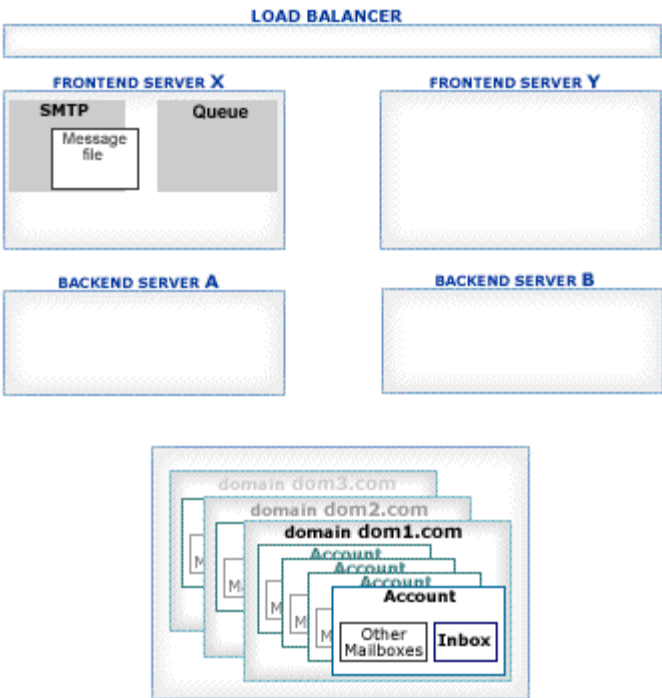 LOAD BALANCER
FRONTEND SERVER X
FRONTEND SERVER Y
SMTP
Queue
Message
file
BACKEND SERVER A
BACKEND SERVER B
domain dom3.com
domain dom2.com
domain dom1.com
Account
Account
Account
Account
M
M
M
M
M
Other
Mailboxes
Inbox